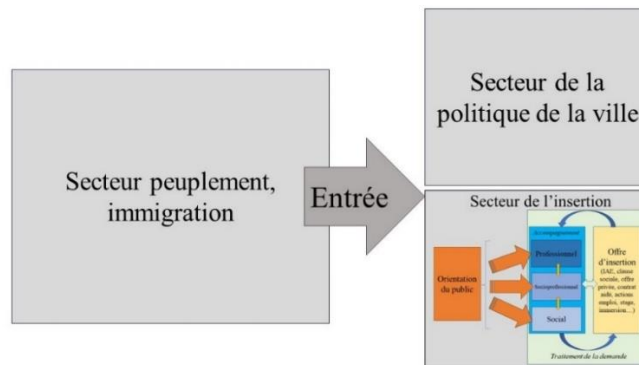 Secteur de la
politique de la ville
Secteur peuplement,
immigration
Entrée
Secteur de l'insertion
Accompagnement
Professionnel
Orientation
du public
Socioprofessionnel
Social
Offre
d'insertion
(IAE, clause
sociale, offre
privée, contrat
aidé, actions
emploi, stage,
immersion…)
Traitement de la demande